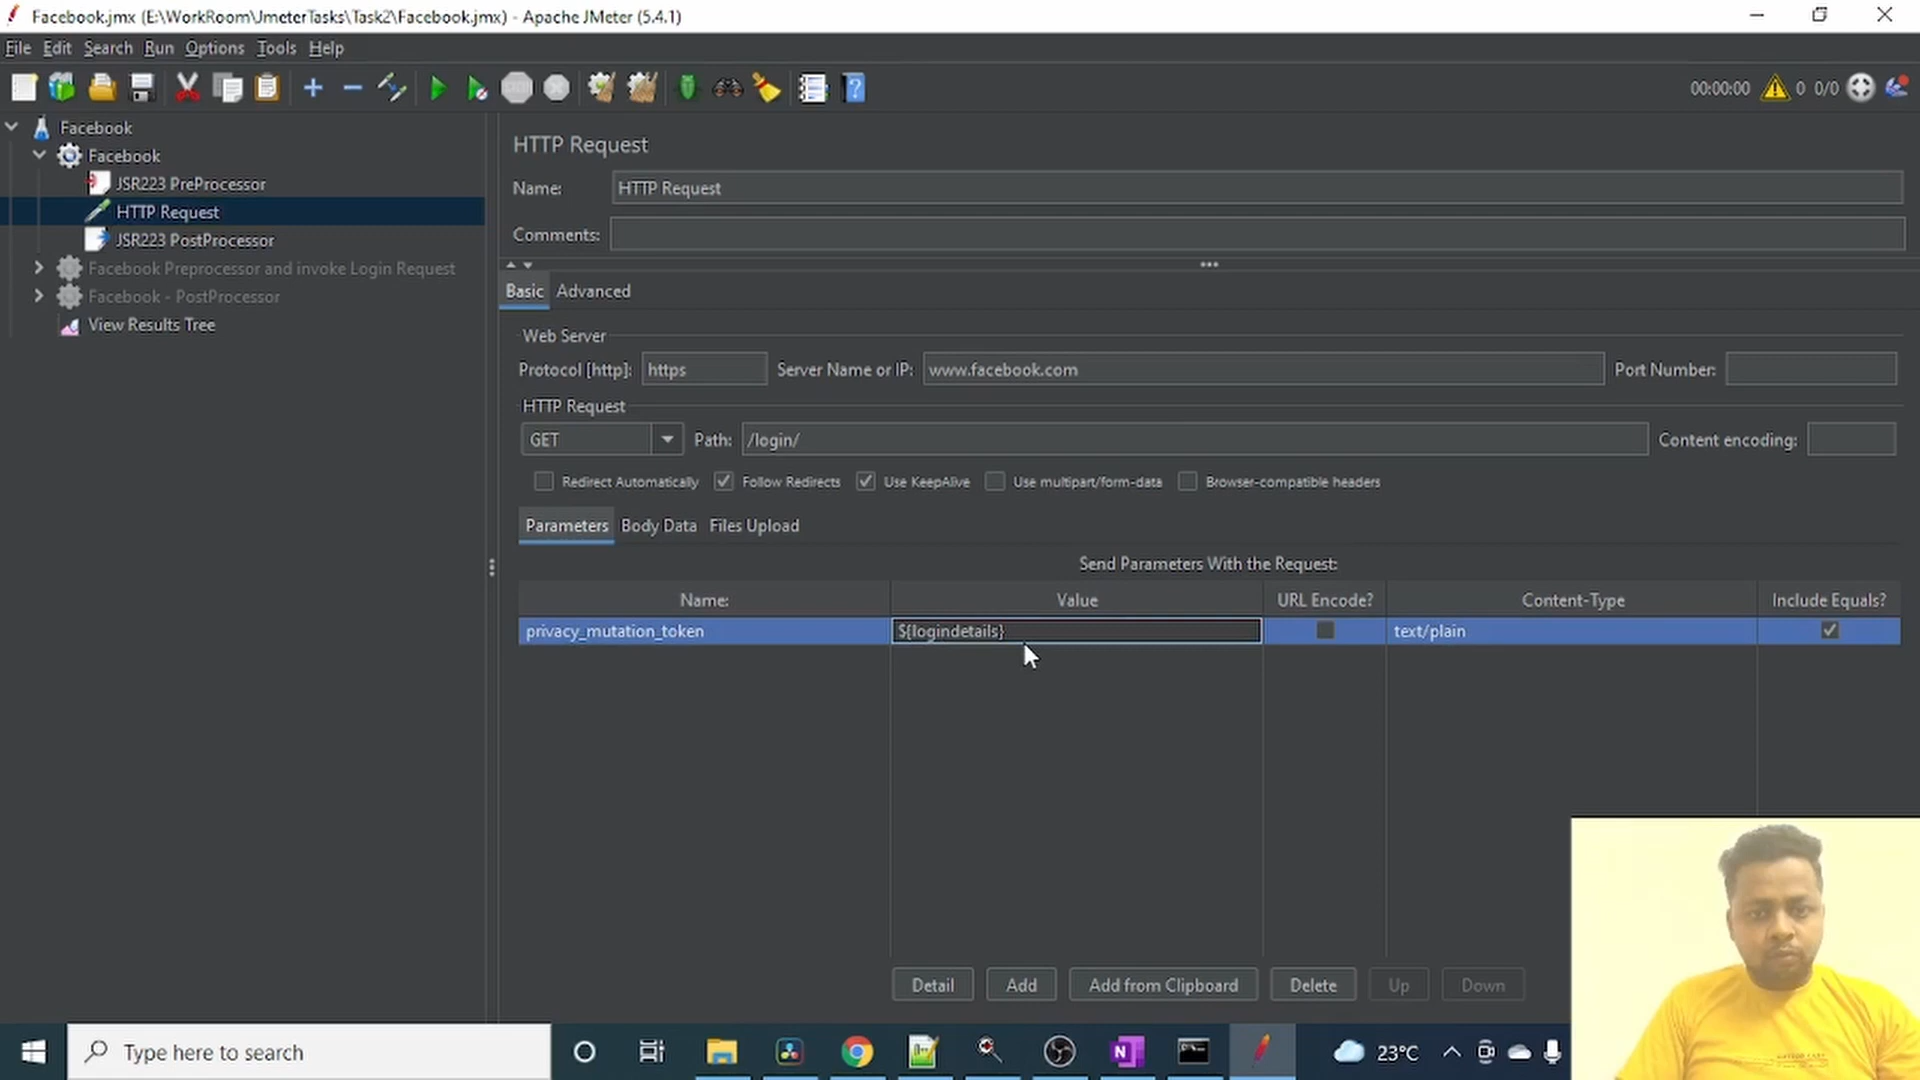 Facebook.jmx (E:\WorkRoom\JmeterTasks\Task2\Facebook.jmx) - Apache JMeter (5.4.1)
File Edit Search Run Options Tools Help
00:00:00 0 0/0
Facebook
Facebook
JSR223 PreProcessor
HTTP Request
JSR223 PostProcessor
Facebook Preprocessor and invoke Login Request
Facebook - PostProcessor
View Results Tree
HTTP Request
Name: HTTP Request
Comments:
Basic Advanced
Web Server
Protocol [http]: https Server Name or IP: www.facebook.com Port Number:
HTTP Request
GET Path: /login/ Content encoding:
Redirect Automatically Follow Redirects Use KeepAlive Use multipart/form-data Browser-compatible headers
Parameters Body Data Files Upload
Send Parameters With the Request:
Name: Value URL Encode? Content-Type Include Equals?
privacy_mutation_token ${logindetails} text/plain
Detail Add Add from Clipboard Delete Up Down
Type here to search 23°C